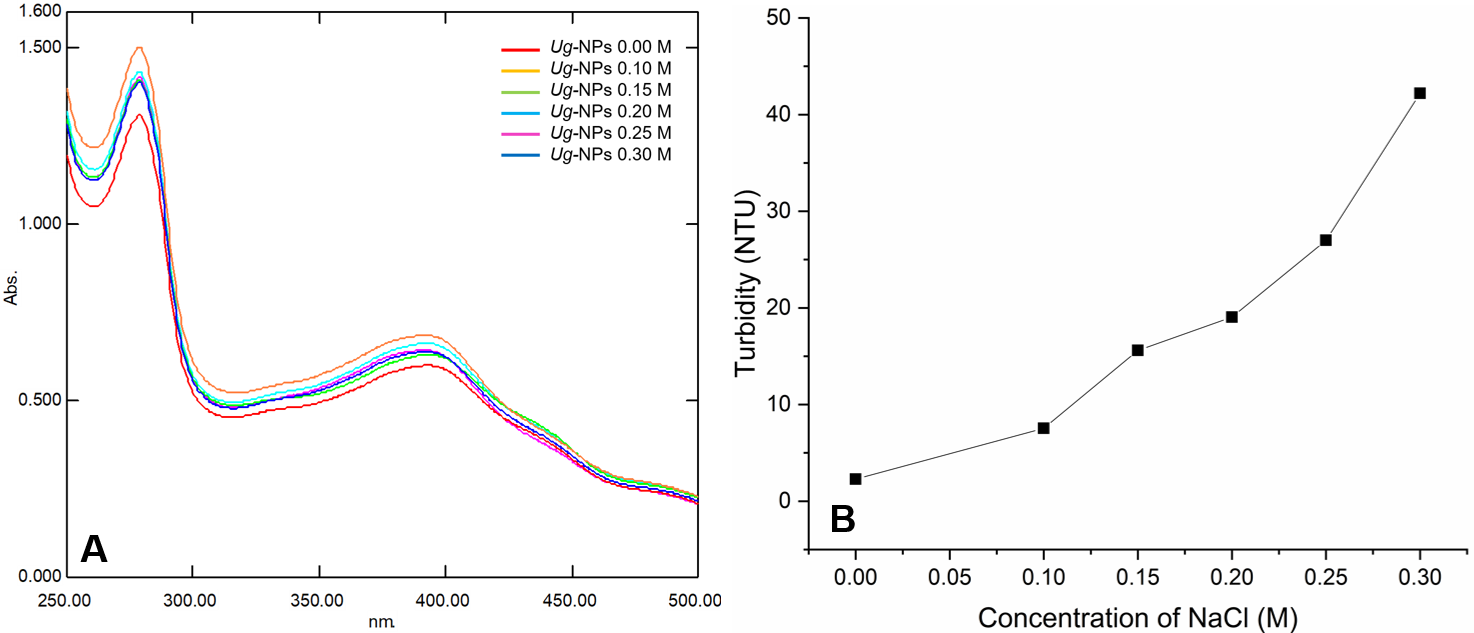 1.600
1.500
1.000
0.500
0.000
Abs.
250.00 300.00 350.00 400.00 450.00 500.00
nm.
Ug-NPs 0.00 M
Ug-NPs 0.10 M
Ug-NPs 0.15 M
Ug-NPs 0.20 M
Ug-NPs 0.25 M
Ug-NPs 0.30 M
A
50
40
30
20
10
0
Turbidity (NTU)
B
0.00 0.05 0.10 0.15 0.20 0.25 0.30
Concentration of NaCl (M)